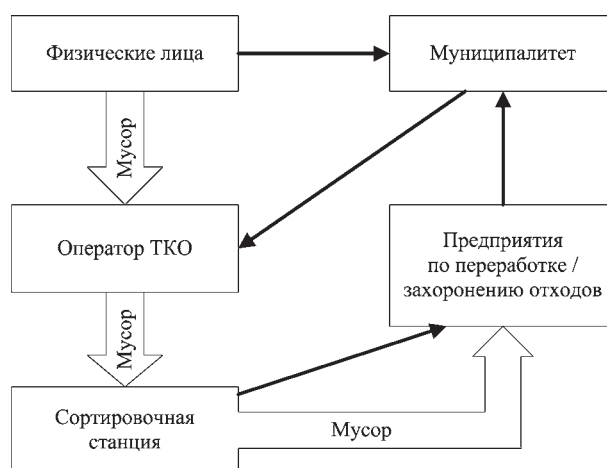 Физические лица
Муниципалитет
Мусор
Оператор ТКО
Предприятия
по переработке /
захоронению отходов
Мусор
Сортировочная
станция
Мусор